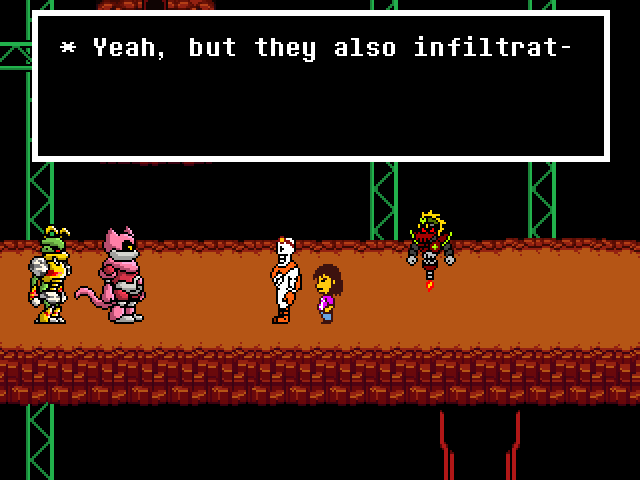 * Yeah, but they also infiltrat-